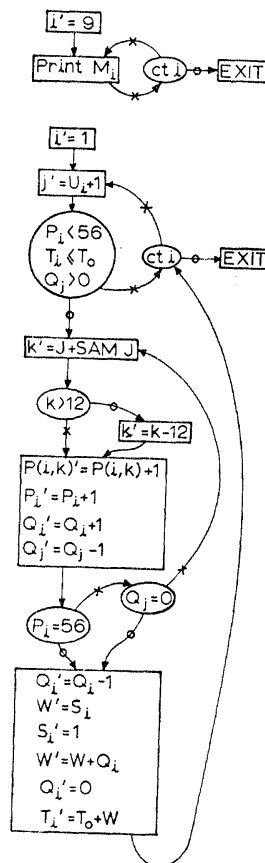 i' = 9
Print Mi
×
×
ct i
o
EXIT
i' = 1
j' = Ui+1
×
Pi < 56
Ti ⩽ To
Qj > 0
ct i
o
EXIT
×
o
k' = J+SAM J
k>12
o
×
k' = k-12
P(i,k)' = P(i,k)+1
Pi' = Pi+1
Qi' = Qi+1
Qj' = Qj-1
×
Qj=0
×
Pi=56
o
o
Qi' = Qi-1
W' = Si
Si' = 1
W' = W+Qi
Qi' = 0
Ti' = To+W